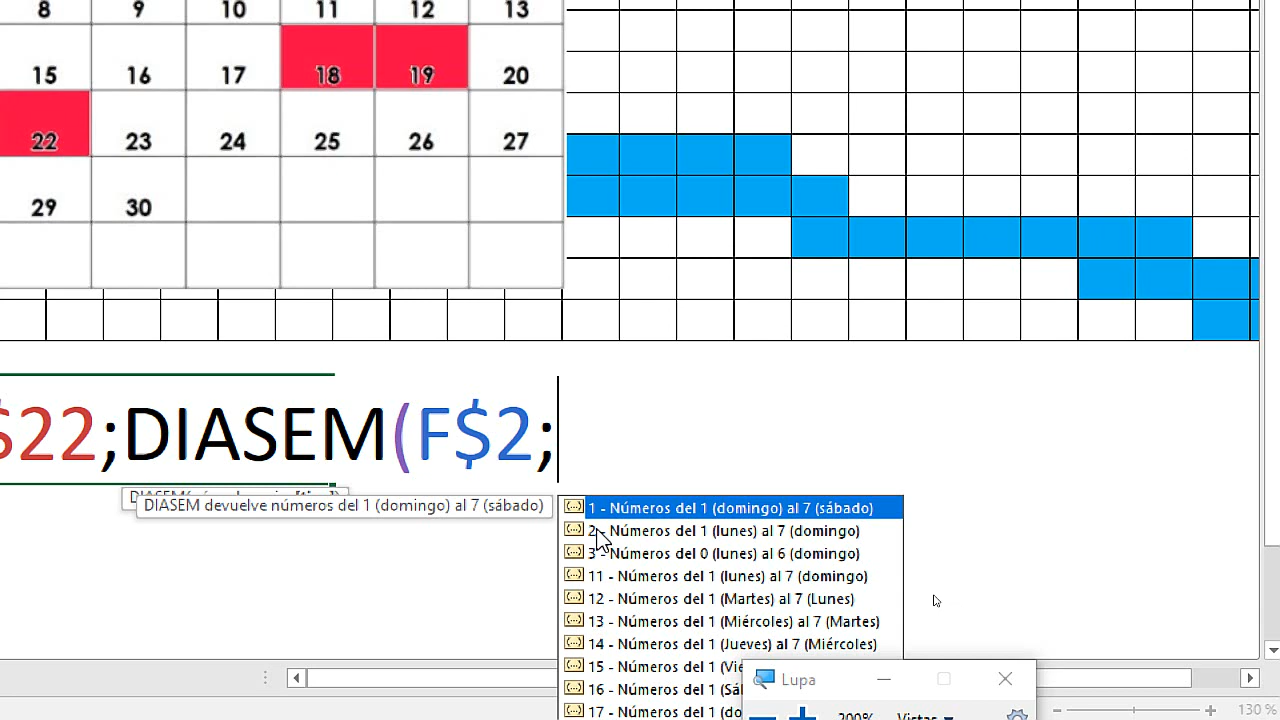 8 9 10 11 12 13
15 16 17 18 19 20
22 23 24 25 26 27
29 30
$22;DIASEM(F$2;
DIASEM devuelve números del 1 (domingo) al 7 (sábado)
1 - Números del 1 (domingo) al 7 (sábado)
2 - Números del 1 (lunes) al 7 (domingo)
3 - Números del 0 (lunes) al 6 (domingo)
11 - Números del 1 (lunes) al 7 (domingo)
12 - Números del 1 (Martes) al 7 (Lunes)
13 - Números del 1 (Miércoles) al 7 (Martes)
14 - Números del 1 (Jueves) al 7 (Miércoles)
15 - Números del 1 (Vie
16 - Números del 1 (Sá
17 - Números del 1 (do
Lupa
200% Vistas
130 %